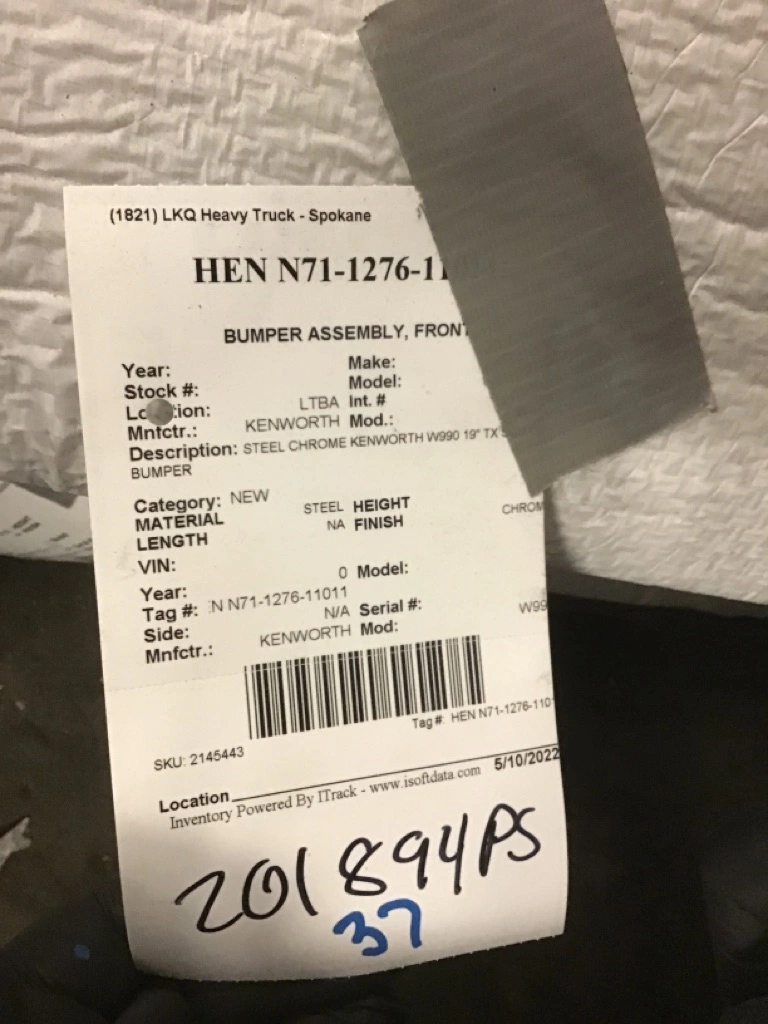 (1821) LKQ Heavy Truck - Spokane
HEN N71-1276-11
BUMPER ASSEMBLY, FRONT
Year: Make:
Stock #: Model:
Location: LTBA Int. #
Mnfctr.: KENWORTH Mod.:
Description: STEEL CHROME KENWORTH W990 19" TX
BUMPER
Category: NEW
MATERIAL STEEL HEIGHT CHROM
LENGTH NA FINISH
VIN:
Year: 0 Model:
Tag #: N N71-1276-11011
Side: N/A Serial #: W99
Mnfctr.: KENWORTH Mod:
Tag #: HEN N71-1276-110
SKU: 2145443
Location 5/10/2022
Inventory Powered By ITrack - www.isoftdata.com
201894PS
37